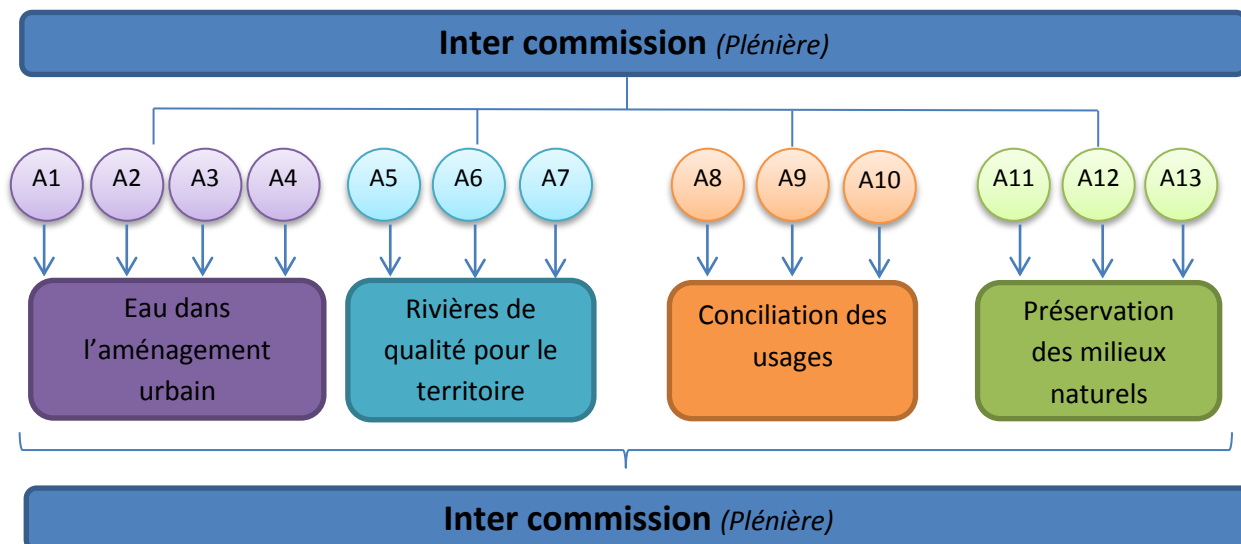 Inter commission (Plénière)
A1 A2 A3 A4 A5 A6 A7 A8 A9 A10 A11 A12 A13
Eau dans
l’aménagement
urbain
Rivières de
qualité pour le
territoire
Conciliation des
usages
Préservation
des milieux
naturels
Inter commission (Plénière)